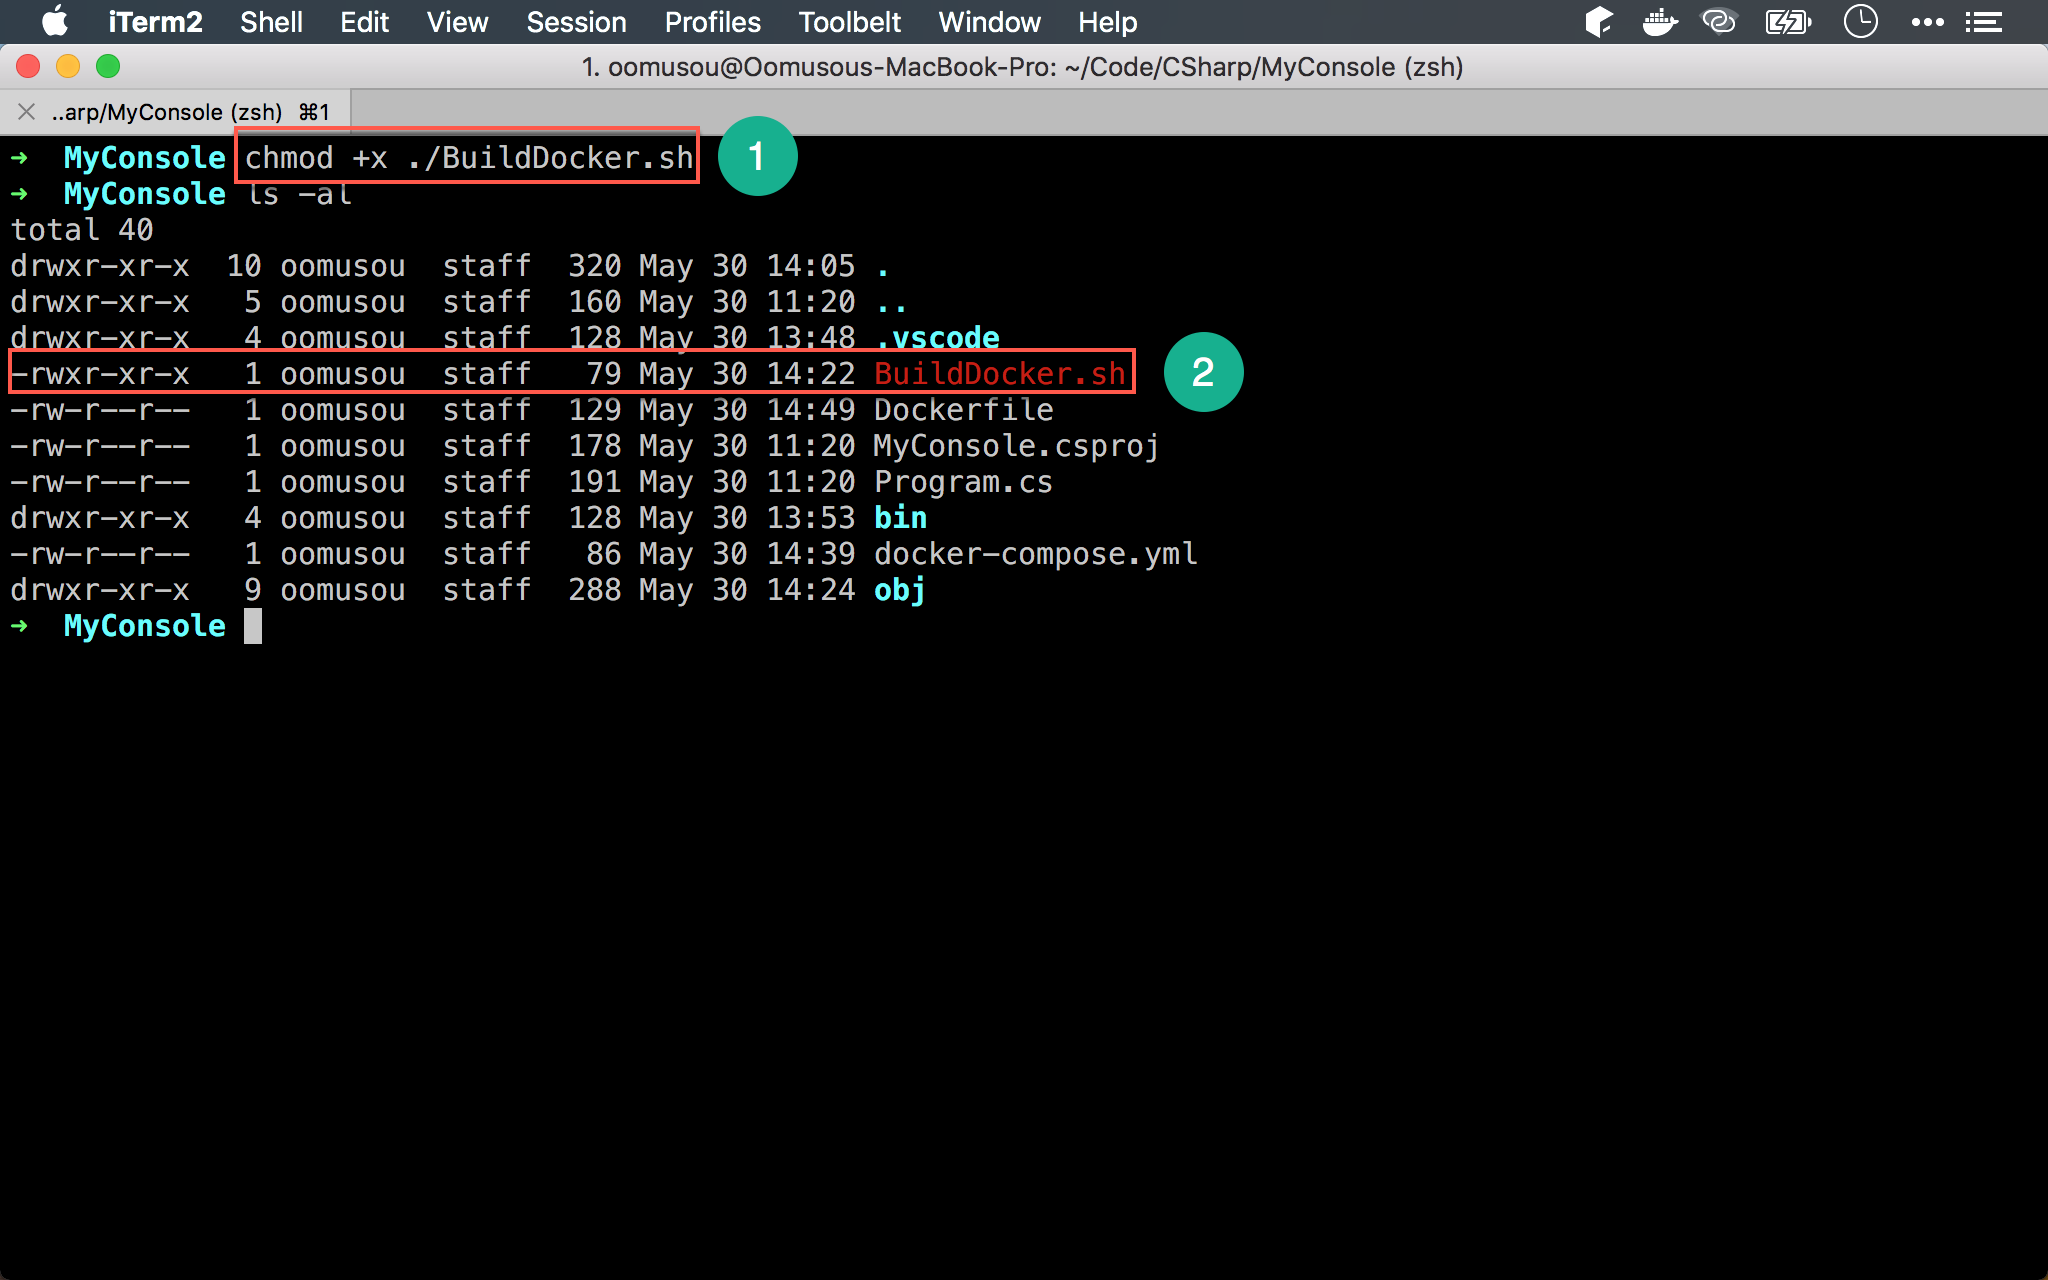 iTerm2 Shell Edit View Session Profiles Toolbelt Window Help
1. oomusou@Oomusous-MacBook-Pro: ~/Code/CSharp/MyConsole (zsh)
..arp/MyConsole (zsh) ⌘1
➜ MyConsole chmod +x ./BuildDocker.sh 1
➜ MyConsole ls -al
total 40
drwxr-xr-x 10 oomusou staff 320 May 30 14:05 .
drwxr-xr-x 5 oomusou staff 160 May 30 11:20 ..
drwxr-xr-x 4 oomusou staff 128 May 30 13:48 .vscode
-rwxr-xr-x 1 oomusou staff 79 May 30 14:22 BuildDocker.sh 2
-rw-r--r-- 1 oomusou staff 129 May 30 14:49 Dockerfile
-rw-r--r-- 1 oomusou staff 178 May 30 11:20 MyConsole.csproj
-rw-r--r-- 1 oomusou staff 191 May 30 11:20 Program.cs
drwxr-xr-x 4 oomusou staff 128 May 30 13:53 bin
-rw-r--r-- 1 oomusou staff 86 May 30 14:39 docker-compose.yml
drwxr-xr-x 9 oomusou staff 288 May 30 14:24 obj
➜ MyConsole